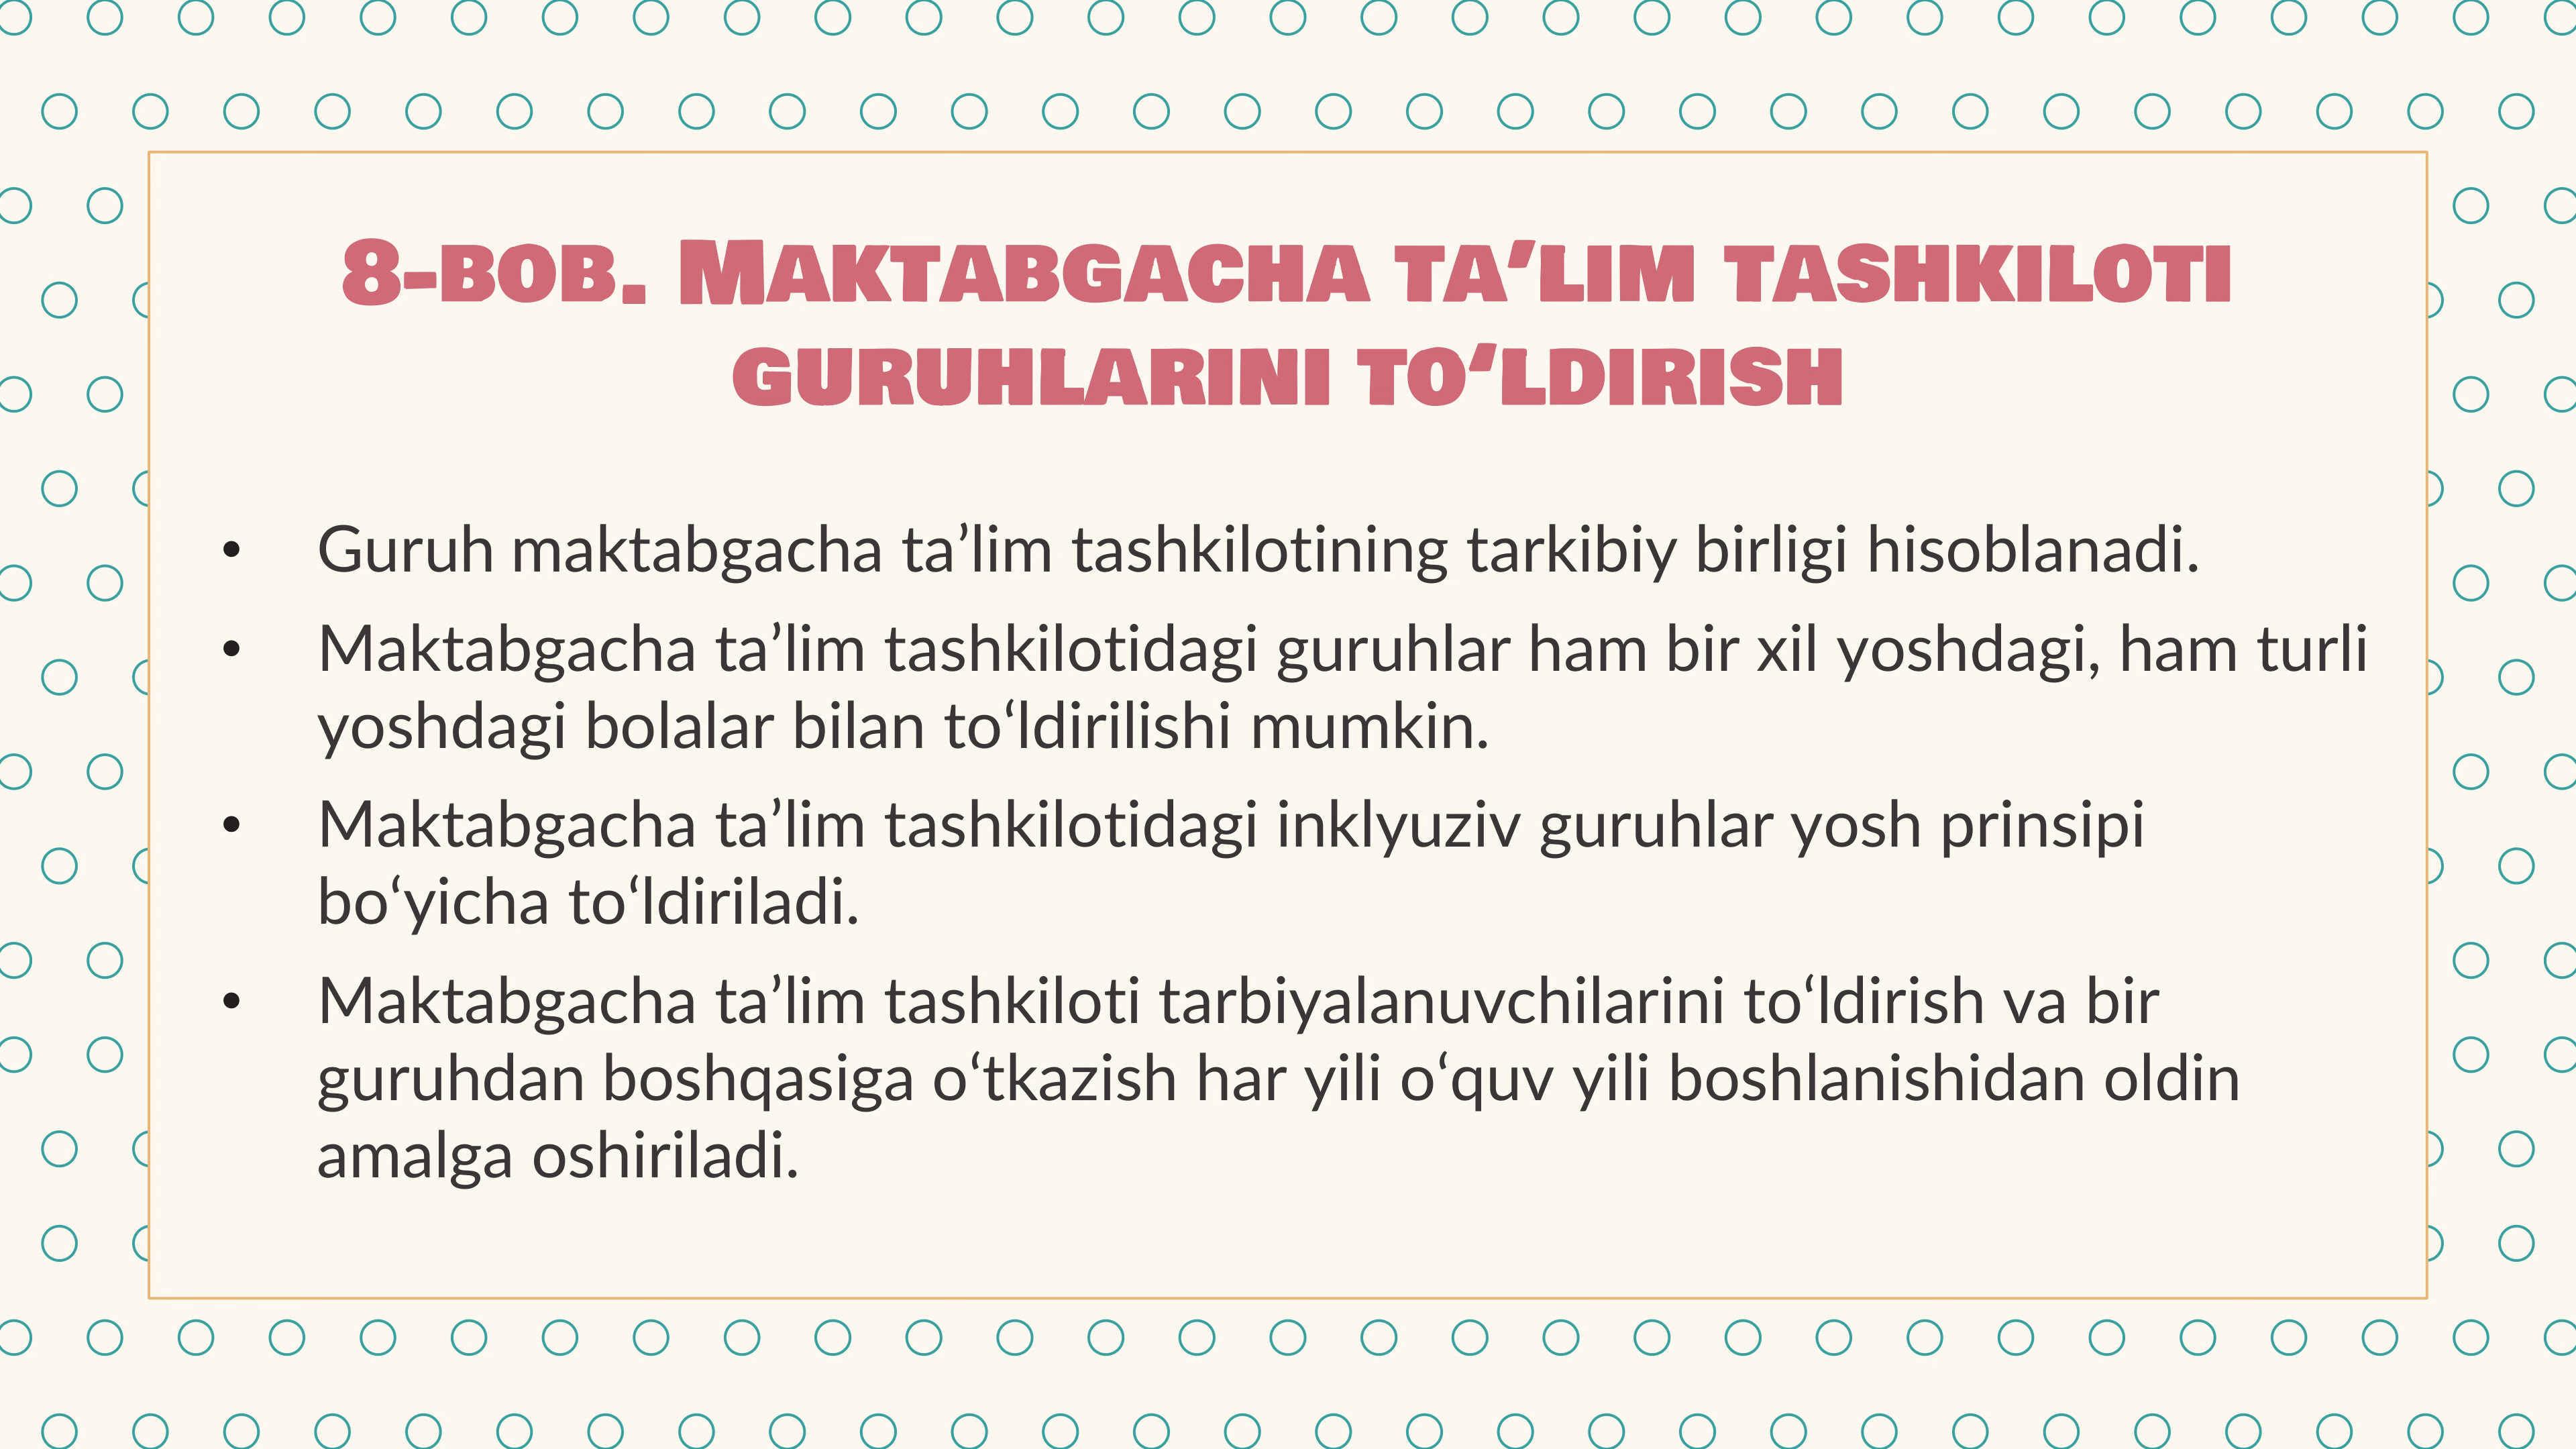 8-BOB. MAKTABGACHA TA’LIM TASHKILOTI
GURUHLARINI TO‘LDIRISH
• Guruh maktabgacha ta’lim tashkilotining tarkibiy birligi hisoblanadi.
• Maktabgacha ta’lim tashkilotidagi guruhlar ham bir xil yoshdagi, ham turli
yoshdagi bolalar bilan to‘ldirilishi mumkin.
• Maktabgacha ta’lim tashkilotidagi inklyuziv guruhlar yosh prinsipi
bo‘yicha to‘ldiriladi.
• Maktabgacha ta’lim tashkiloti tarbiyalanuvchilarini to‘ldirish va bir
guruhdan boshqasiga o‘tkazish har yili o‘quv yili boshlanishidan oldin
amalga oshiriladi.